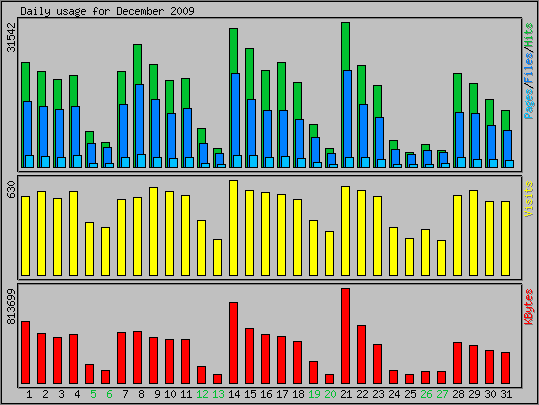 Daily usage for December 2009
31542
Pages/Files/Hits
630
Visits
813699
KBytes
1 2 3 4 5 6 7 8 9 10 11 12 13 14 15 16 17 18 19 20 21 22 23 24 25 26 27 28 29 30 31